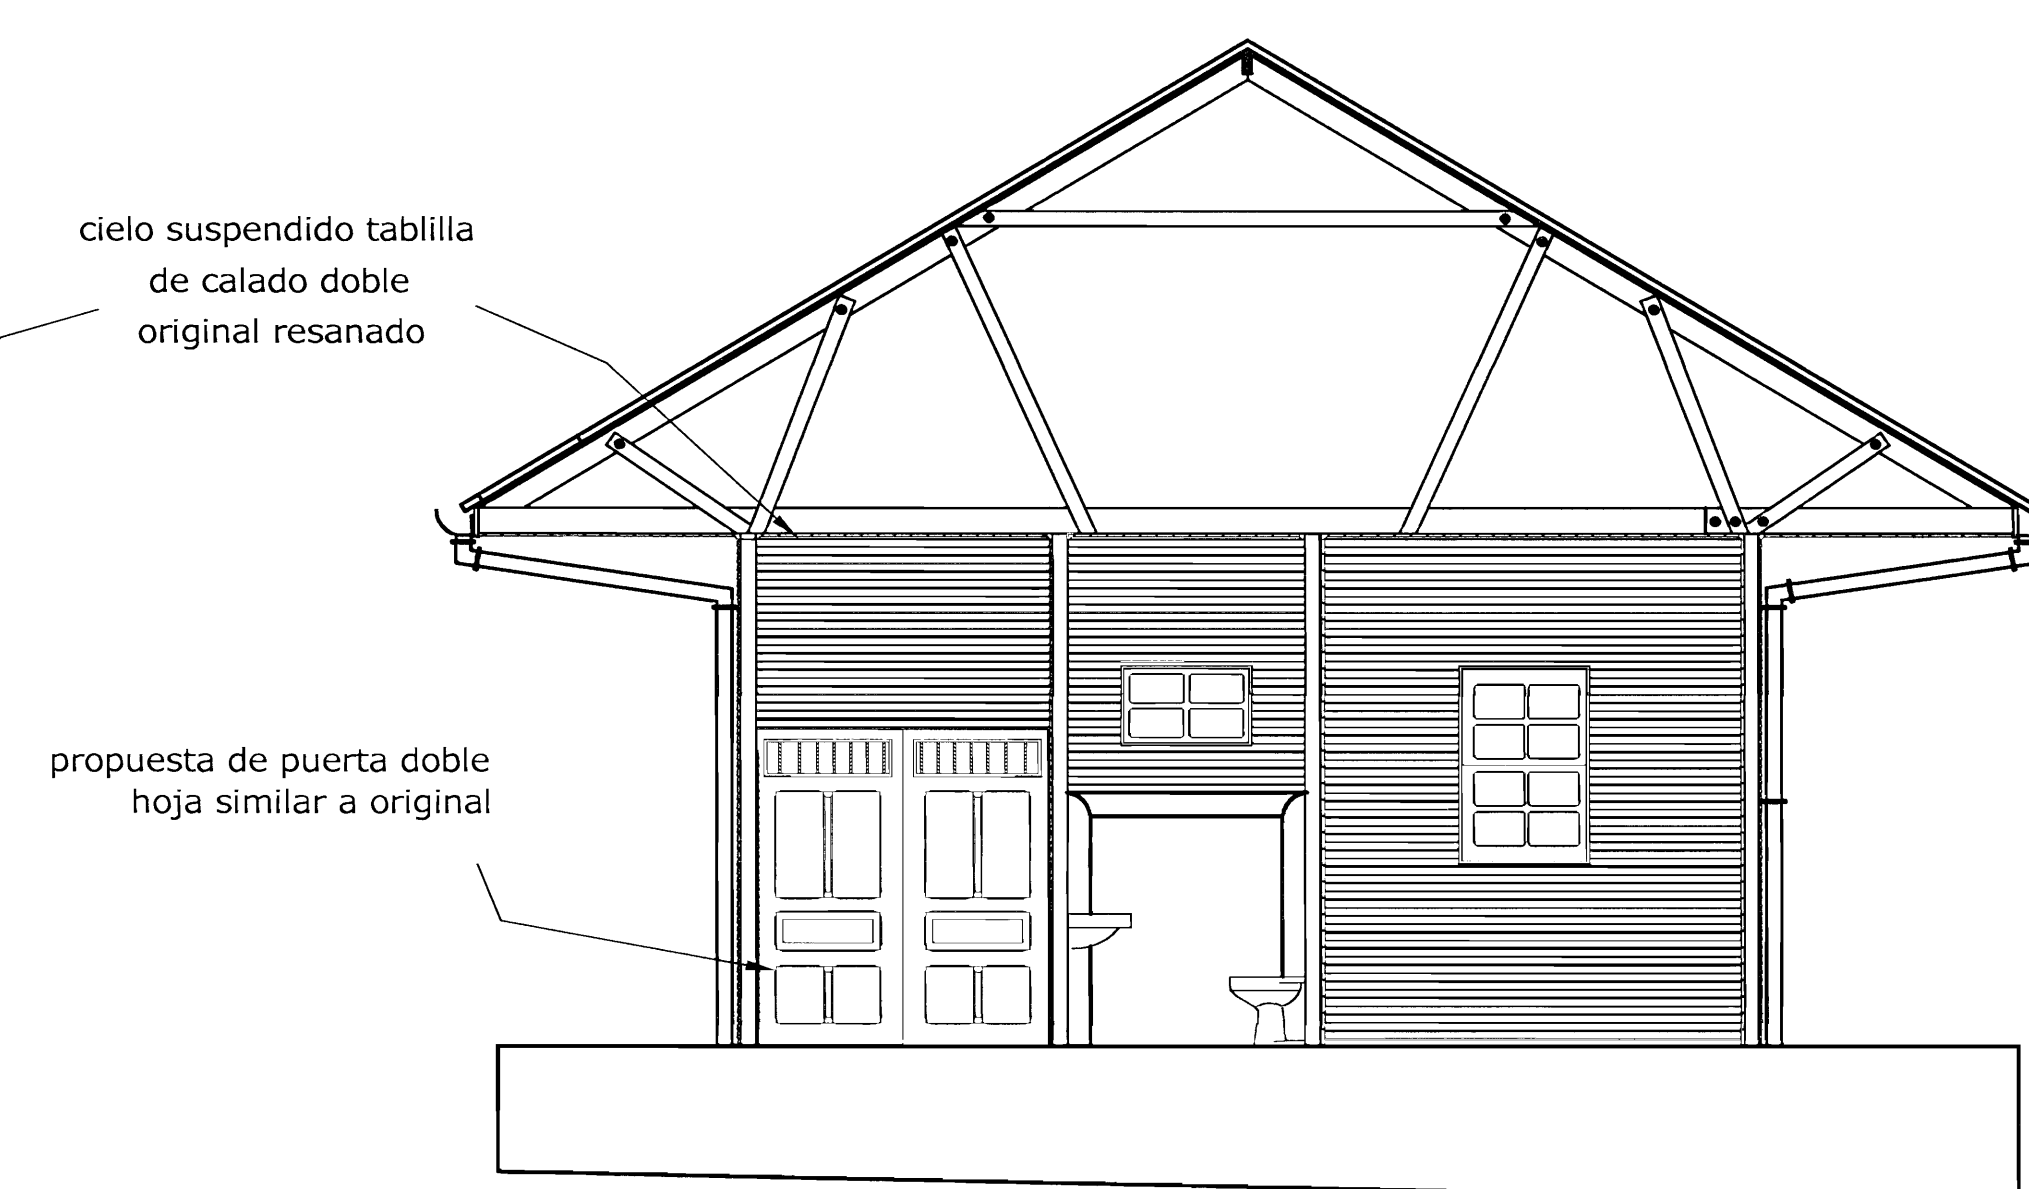 cielo suspendido tablilla
de calado doble
original resanado
propuesta de puerta doble
hoja similar a original